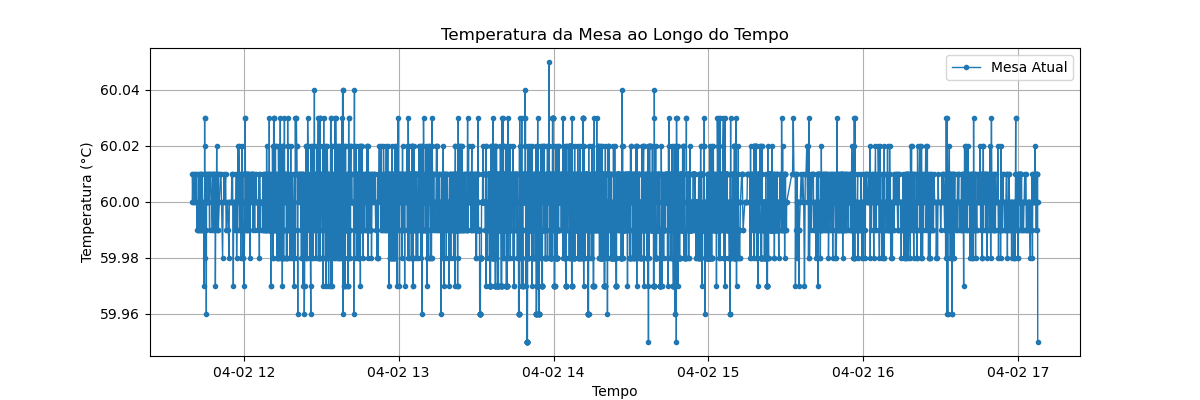 Temperatura da Mesa ao Longo do Tempo
Mesa Atual
Temperatura (°C)
60.04
60.02
60.00
59.98
59.96
04-02 12
04-02 13
04-02 14
04-02 15
04-02 16
04-02 17
Tempo